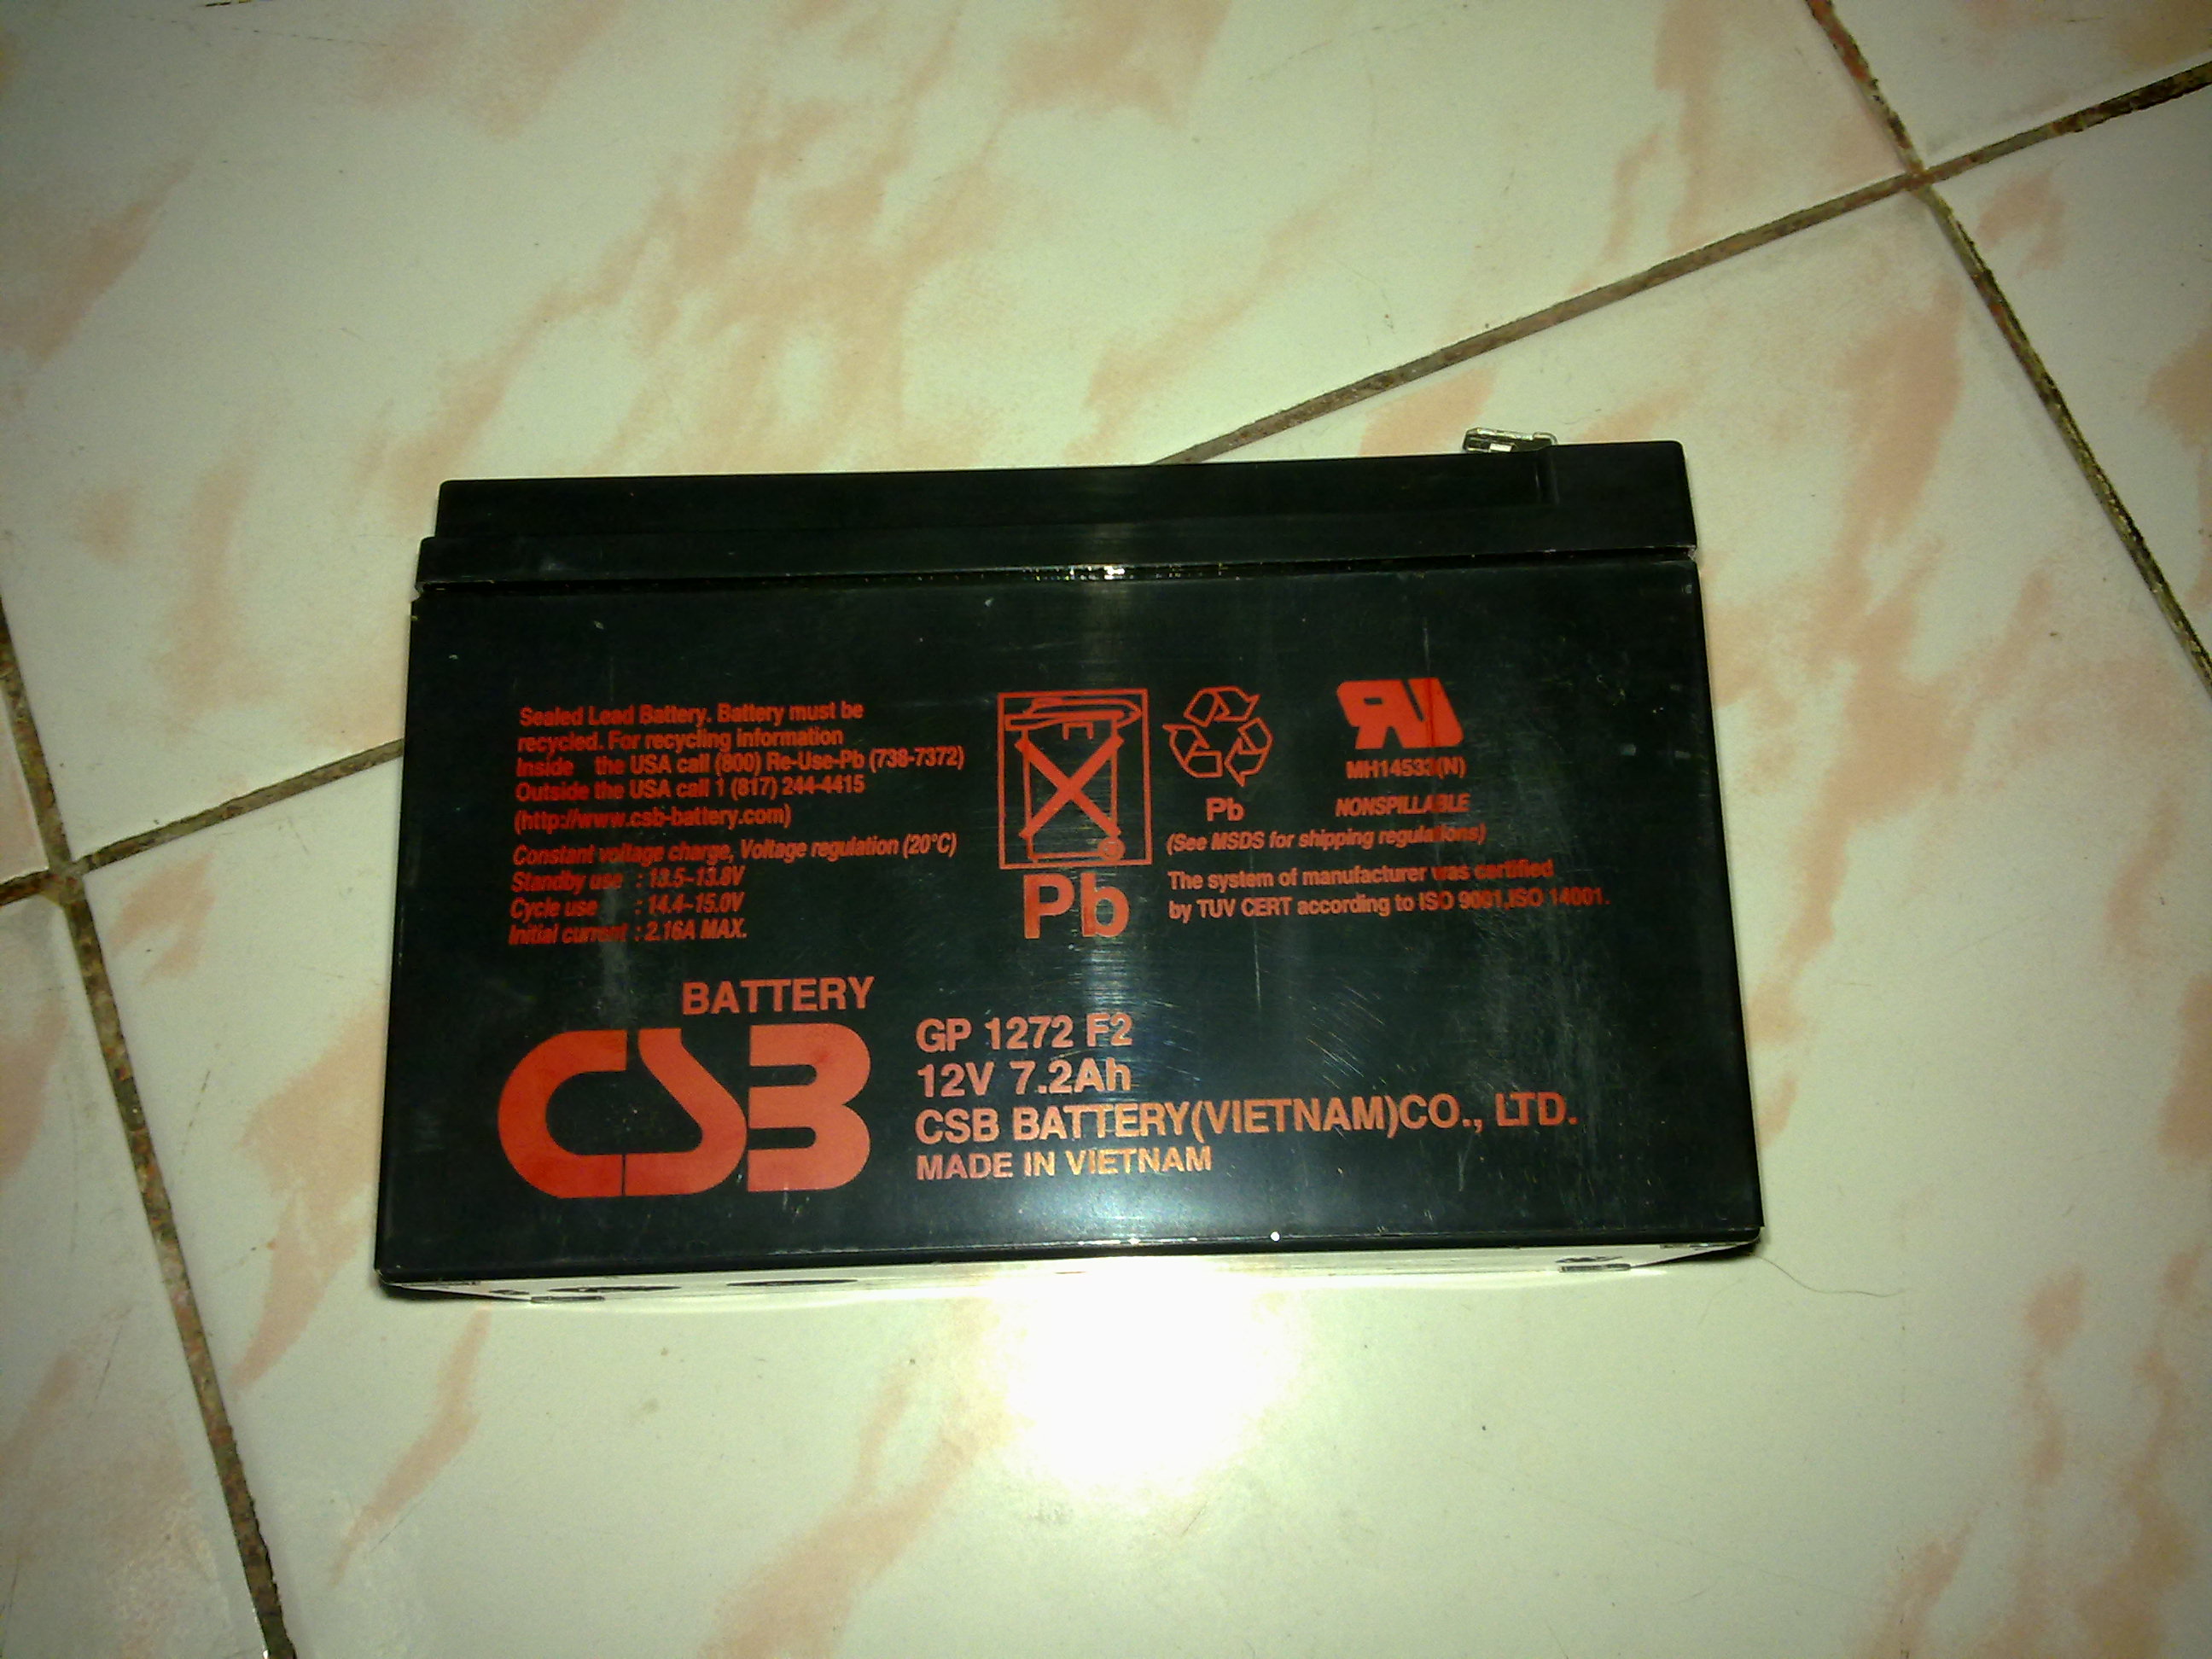 Sealed Lead Battery. Battery must be
recycled. For recycling information
Inside the USA call (800) Re-Use-Pb (738-7372)
Outside the USA call 1 (817) 244-4415
(http://www.csb-battery.com)
Constant voltage charge, Voltage regulation (20°C)
Standby use : 13.5~13.8V
Cycle use : 14.4~15.0V
Initial current : 2.16A MAX.
Pb
Pb
RU
MH14533(N)
NONSPILLABLE
(See MSDS for shipping regulations)
The system of manufacturer was certified
by TUV CERT according to ISO 9001,ISO 14001.
BATTERY
CSB
GP 1272 F2
12V 7.2Ah
CSB BATTERY(VIETNAM)CO., LTD.
MADE IN VIETNAM